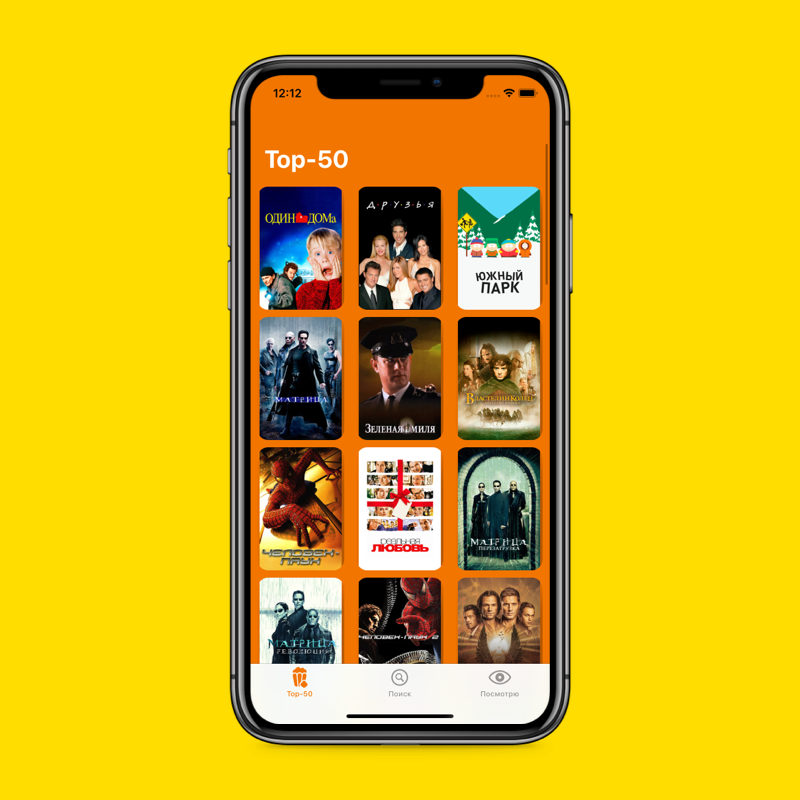 12:12
Top-50
ОДИН ДОМа
Д·Р·У·З·Ь·Я
ЮЖНЫЙ
ПАРК
МАТРИЦА
ЗЕЛЕНАЯ МИЛЯ
ВЛАСТЕЛИН КОЛЕЦ
ЧЕЛОВЕК-
ПАУК
реальная
ЛЮБОВЬ
МАТРИЦА
ПЕРЕЗАГРУЗКА
МАТРИЦА
РЕВОЛЮЦИЯ
ЧЕЛОВЕК-ПАУК 2
Top-50
Поиск
Посмотрю